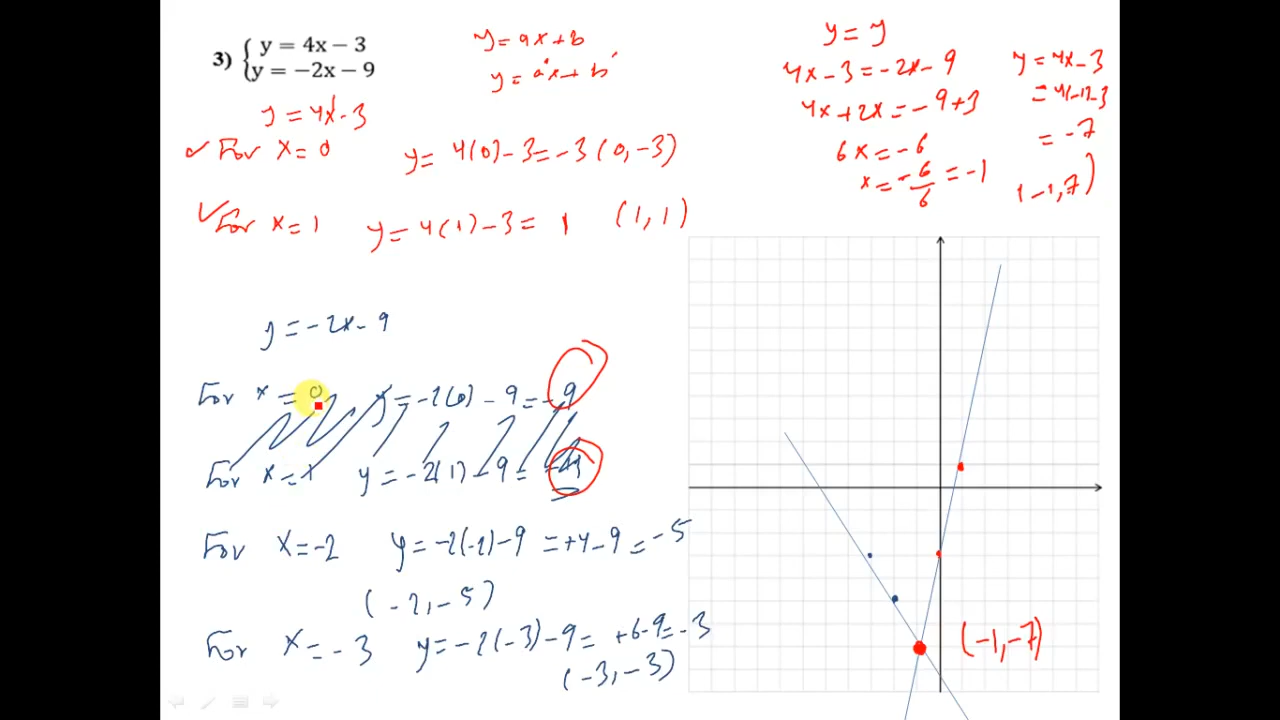 3) { y = 4x − 3
y = −2x − 9
y = ax + b
y = a'x + b'
y = 4x − 3
✓ For x = 0 y = 4(0) − 3 = −3 (0, −3)
✓ For x = 1 y = 4(1) − 3 = 1 (1, 1)
y = y
4x − 3 = −2x − 9
4x + 2x = −9 + 3
6x = −6
x = −6/6 = −1
y = 4x − 3
= 4(−1) − 3
= −7
(−1, 7)
y = −2x − 9
For x = 0 y = −2(0) − 9 = −9
For x = 1 y = −2(1) − 9 = −11
For x = −2 y = −2(−2) − 9 = +4 − 9 = −5
(−2, −5)
For x = −3 y = −2(−3) − 9 = +6 − 9 = −3
(−3, −3)
(−1, −7)